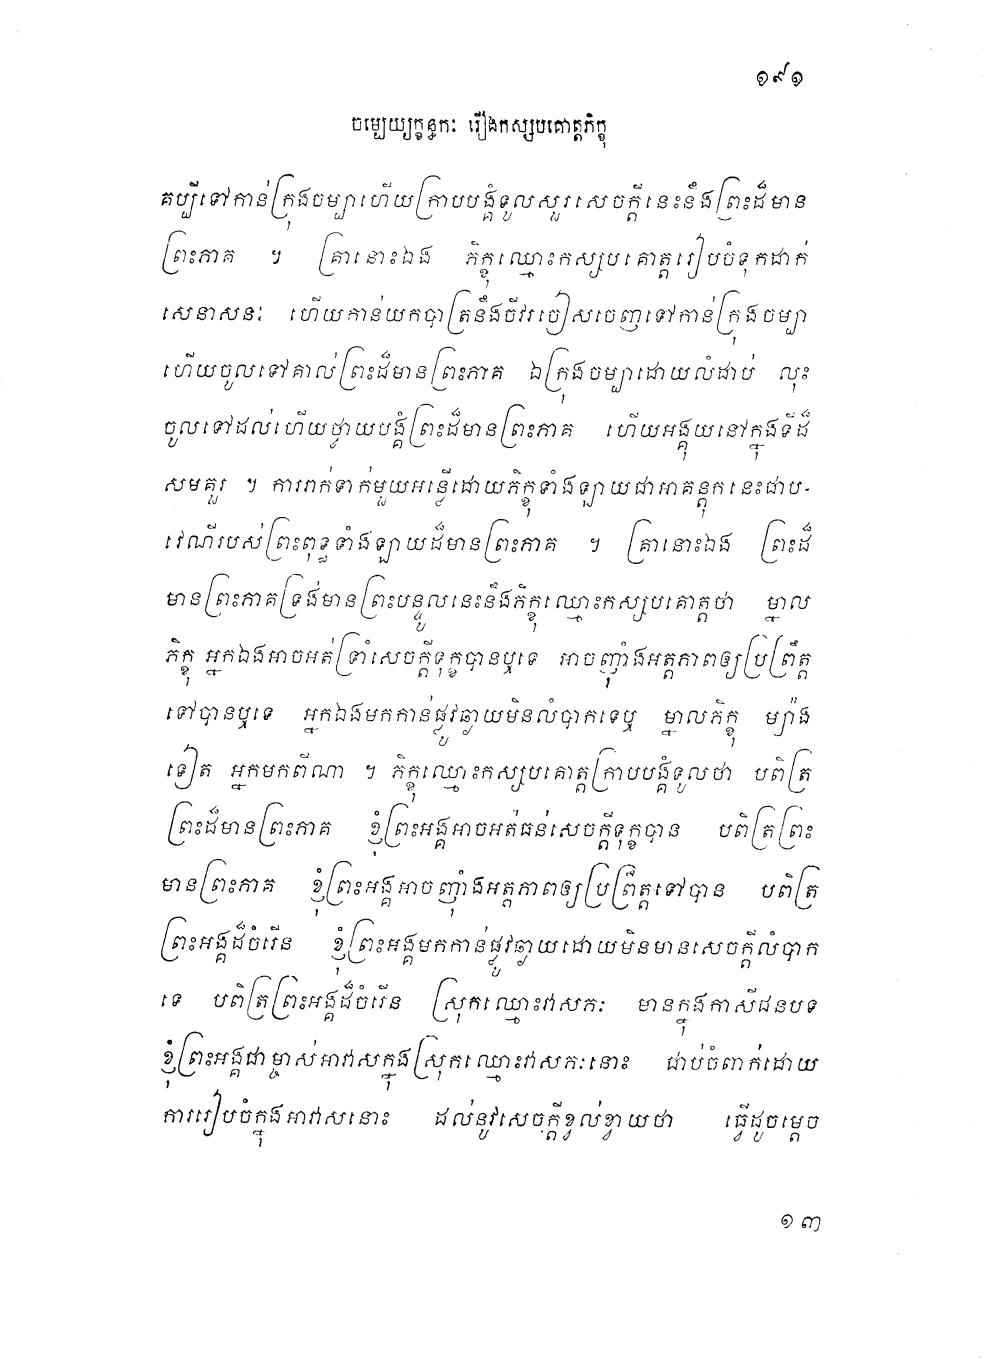 ១៩១
ចម្បេយ្យក្ខន្ធកៈ រឿងកស្សបគោត្តភិក្ខុ
គប្បីទៅកាន់ក្រុងចម្បាហើយក្រាបបង្គំទូលសួរសេចក្តីនេះនឹងព្រះដ៏មាន
ព្រះភាគ ។ គ្រានោះឯង ភិក្ខុឈ្មោះកស្សបគោត្តរៀបចំទុកដាក់
សេនាសនៈ ហើយកាន់យកបាត្រនឹងចីវរចៀសចេញទៅកាន់ក្រុងចម្បា
ហើយចូលទៅគាល់ព្រះដ៏មានព្រះភាគ ឯក្រុងចម្បាដោយលំដាប់ លុះ
ចូលទៅដល់ហើយថ្វាយបង្គំព្រះដ៏មានព្រះភាគ ហើយអង្គុយនៅក្នុងទីដ៏
សមគួរ ។ ការរាក់ទាក់មួយអន្លើដោយភិក្ខុទាំងឡាយជាអាគន្តុកនេះជាប-
វេណីរបស់ព្រះពុទ្ធទាំងឡាយដ៏មានព្រះភាគ ។ គ្រានោះឯង ព្រះដ៏
មានព្រះភាគទ្រង់មានព្រះបន្ទូលនេះនឹងភិក្ខុឈ្មោះកស្សបគោត្តថា ម្នាល
ភិក្ខុ អ្នកឯងអាចអត់ទ្រាំសេចក្តីទុក្ខបានឬទេ អាចញ៉ាំងអត្តភាពឲ្យប្រព្រឹត្ត
ទៅបានឬទេ អ្នកឯងមកកាន់ផ្លូវឆ្ងាយមិនលំបាកទេឬ ម្នាលភិក្ខុ ម្យ៉ាង
ទៀត អ្នកមកពីណា ។ ភិក្ខុឈ្មោះកស្សបគោត្តក្រាបបង្គំទូលថា បពិត្រ
ព្រះដ៏មានព្រះភាគ ខ្ញុំព្រះអង្គអាចអត់ធន់សេចក្តីទុក្ខបាន បពិត្រព្រះ
មានព្រះភាគ ខ្ញុំព្រះអង្គអាចញ៉ាំងអត្តភាពឲ្យប្រព្រឹត្តទៅបាន បពិត្រ
ព្រះអង្គដ៏ចំរើន ខ្ញុំព្រះអង្គមកកាន់ផ្លូវឆ្ងាយដោយមិនមានសេចក្តីលំបាក
ទេ បពិត្រព្រះអង្គដ៏ចំរើន ស្រុកឈ្មោះវាសភៈ មានក្នុងកាសីជនបទ
ខ្ញុំព្រះអង្គជាម្ចាស់អាវាសក្នុងស្រុកឈ្មោះវាសភៈនោះ ជាប់ចំពាក់ដោយ
ការរៀបចំក្នុងអាវាសនោះ ដល់នូវសេចក្តីខ្វល់ខ្វាយថា ធ្វើដូចម្តេច
១៣